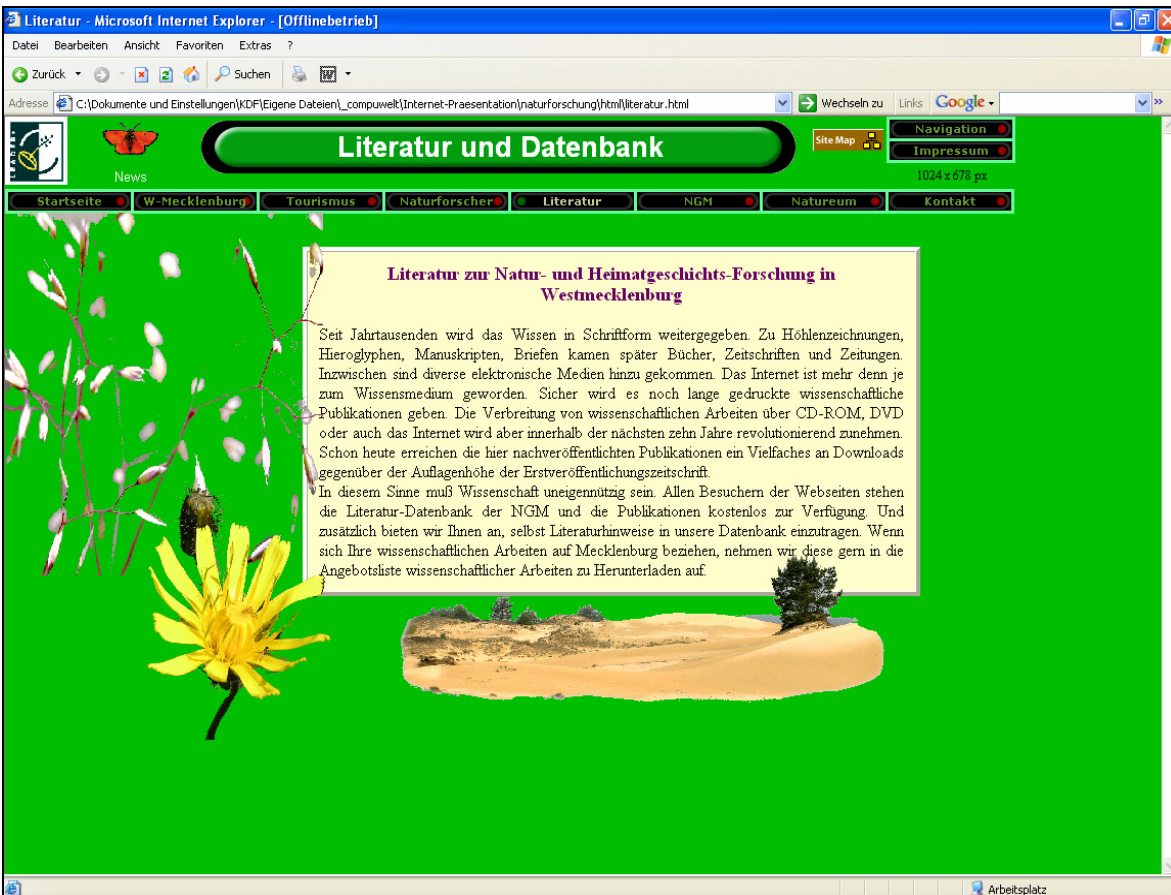 Literatur - Microsoft Internet Explorer - [Offlinebetrieb]
Datei Bearbeiten Ansicht Favoriten Extras ?
Zurück Suchen
Adresse C:\Dokumente und Einstellungen\KDF\Eigene Dateien\_compuwelt\Internet-Praesentation\naturforschung\html\literatur.html Wechseln zu Links Google
News
Literatur und Datenbank
Site Map
Navigation
Impressum
1024 x 678 px
Startseite W-Mecklenburg Tourismus Naturforscher Literatur NGM Natureum Kontakt
Literatur zur Natur- und Heimatgeschichts-Forschung in
Westmecklenburg
Seit Jahrtausenden wird das Wissen in Schriftform weitergegeben. Zu Höhlenzeichnungen,
Hieroglyphen, Manuskripten, Briefen kamen später Bücher, Zeitschriften und Zeitungen.
Inzwischen sind diverse elektronische Medien hinzu gekommen. Das Internet ist mehr denn je
zum Wissensmedium geworden. Sicher wird es noch lange gedruckte wissenschaftliche
Publikationen geben. Die Verbreitung von wissenschaftlichen Arbeiten über CD-ROM, DVD
oder auch das Internet wird aber innerhalb der nächsten zehn Jahre revolutionierend zunehmen.
Schon heute erreichen die hier nachveröffentlichten Publikationen ein Vielfaches an Downloads
gegenüber der Auflagenhöhe der Erstveröffentlichungszeitschrift.
In diesem Sinne muß Wissenschaft uneigennützig sein. Allen Besuchern der Webseiten stehen
die Literatur-Datenbank der NGM und die Publikationen kostenlos zur Verfügung. Und
zusätzlich bieten wir Ihnen an, selbst Literaturhinweise in unsere Datenbank einzutragen. Wenn
sich Ihre wissenschaftlichen Arbeiten auf Mecklenburg beziehen, nehmen wir diese gern in die
Angebotsliste wissenschaftlicher Arbeiten zu Herunterladen auf.
Arbeitsplatz